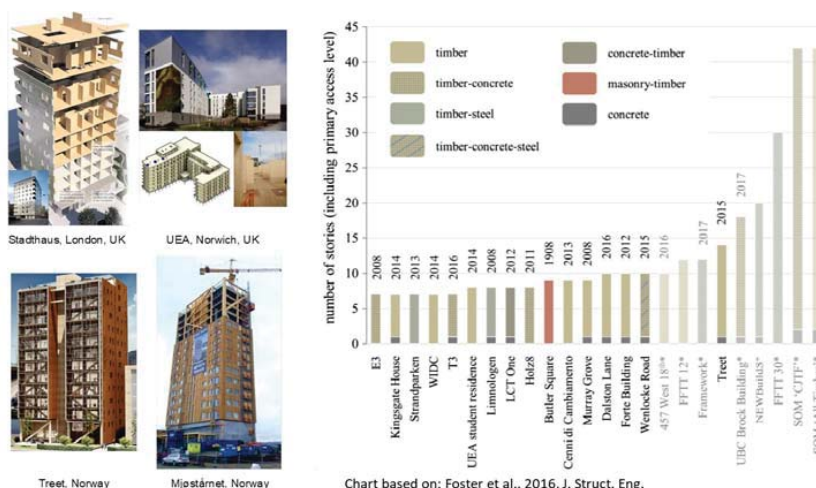 Stadthaus, London, UK
UEA, Norwich, UK
Treet, Norway
Mjøstårnet, Norway
number of stories (including primary access level)
45
40
35
30
25
20
15
10
5
0
timber
timber-concrete
timber-steel
timber-concrete-steel
concrete-timber
masonry-timber
concrete
2008
2014
2013
2014
2016
2014
2008
2012
2011
1908
2013
2008
2016
2012
2015
2016
2017
2015
2017
E3
Kingsgate House
Strandparken
WIDC
T3
UEA student residence
Limnologen
LCT One
Holz8
Butler Square
Cenni di Cambiamento
Murray Grove
Dalston Lane
Forte Building
Wenlocke Road
457 West
FFTT 12*
Framework*
Treet
UBC Brock Building*
NEWBuildS*
FFTT 30*
SOM 'CJTF'*
SOM
Chart based on: Foster et al., 2016, J. Struct. Eng.